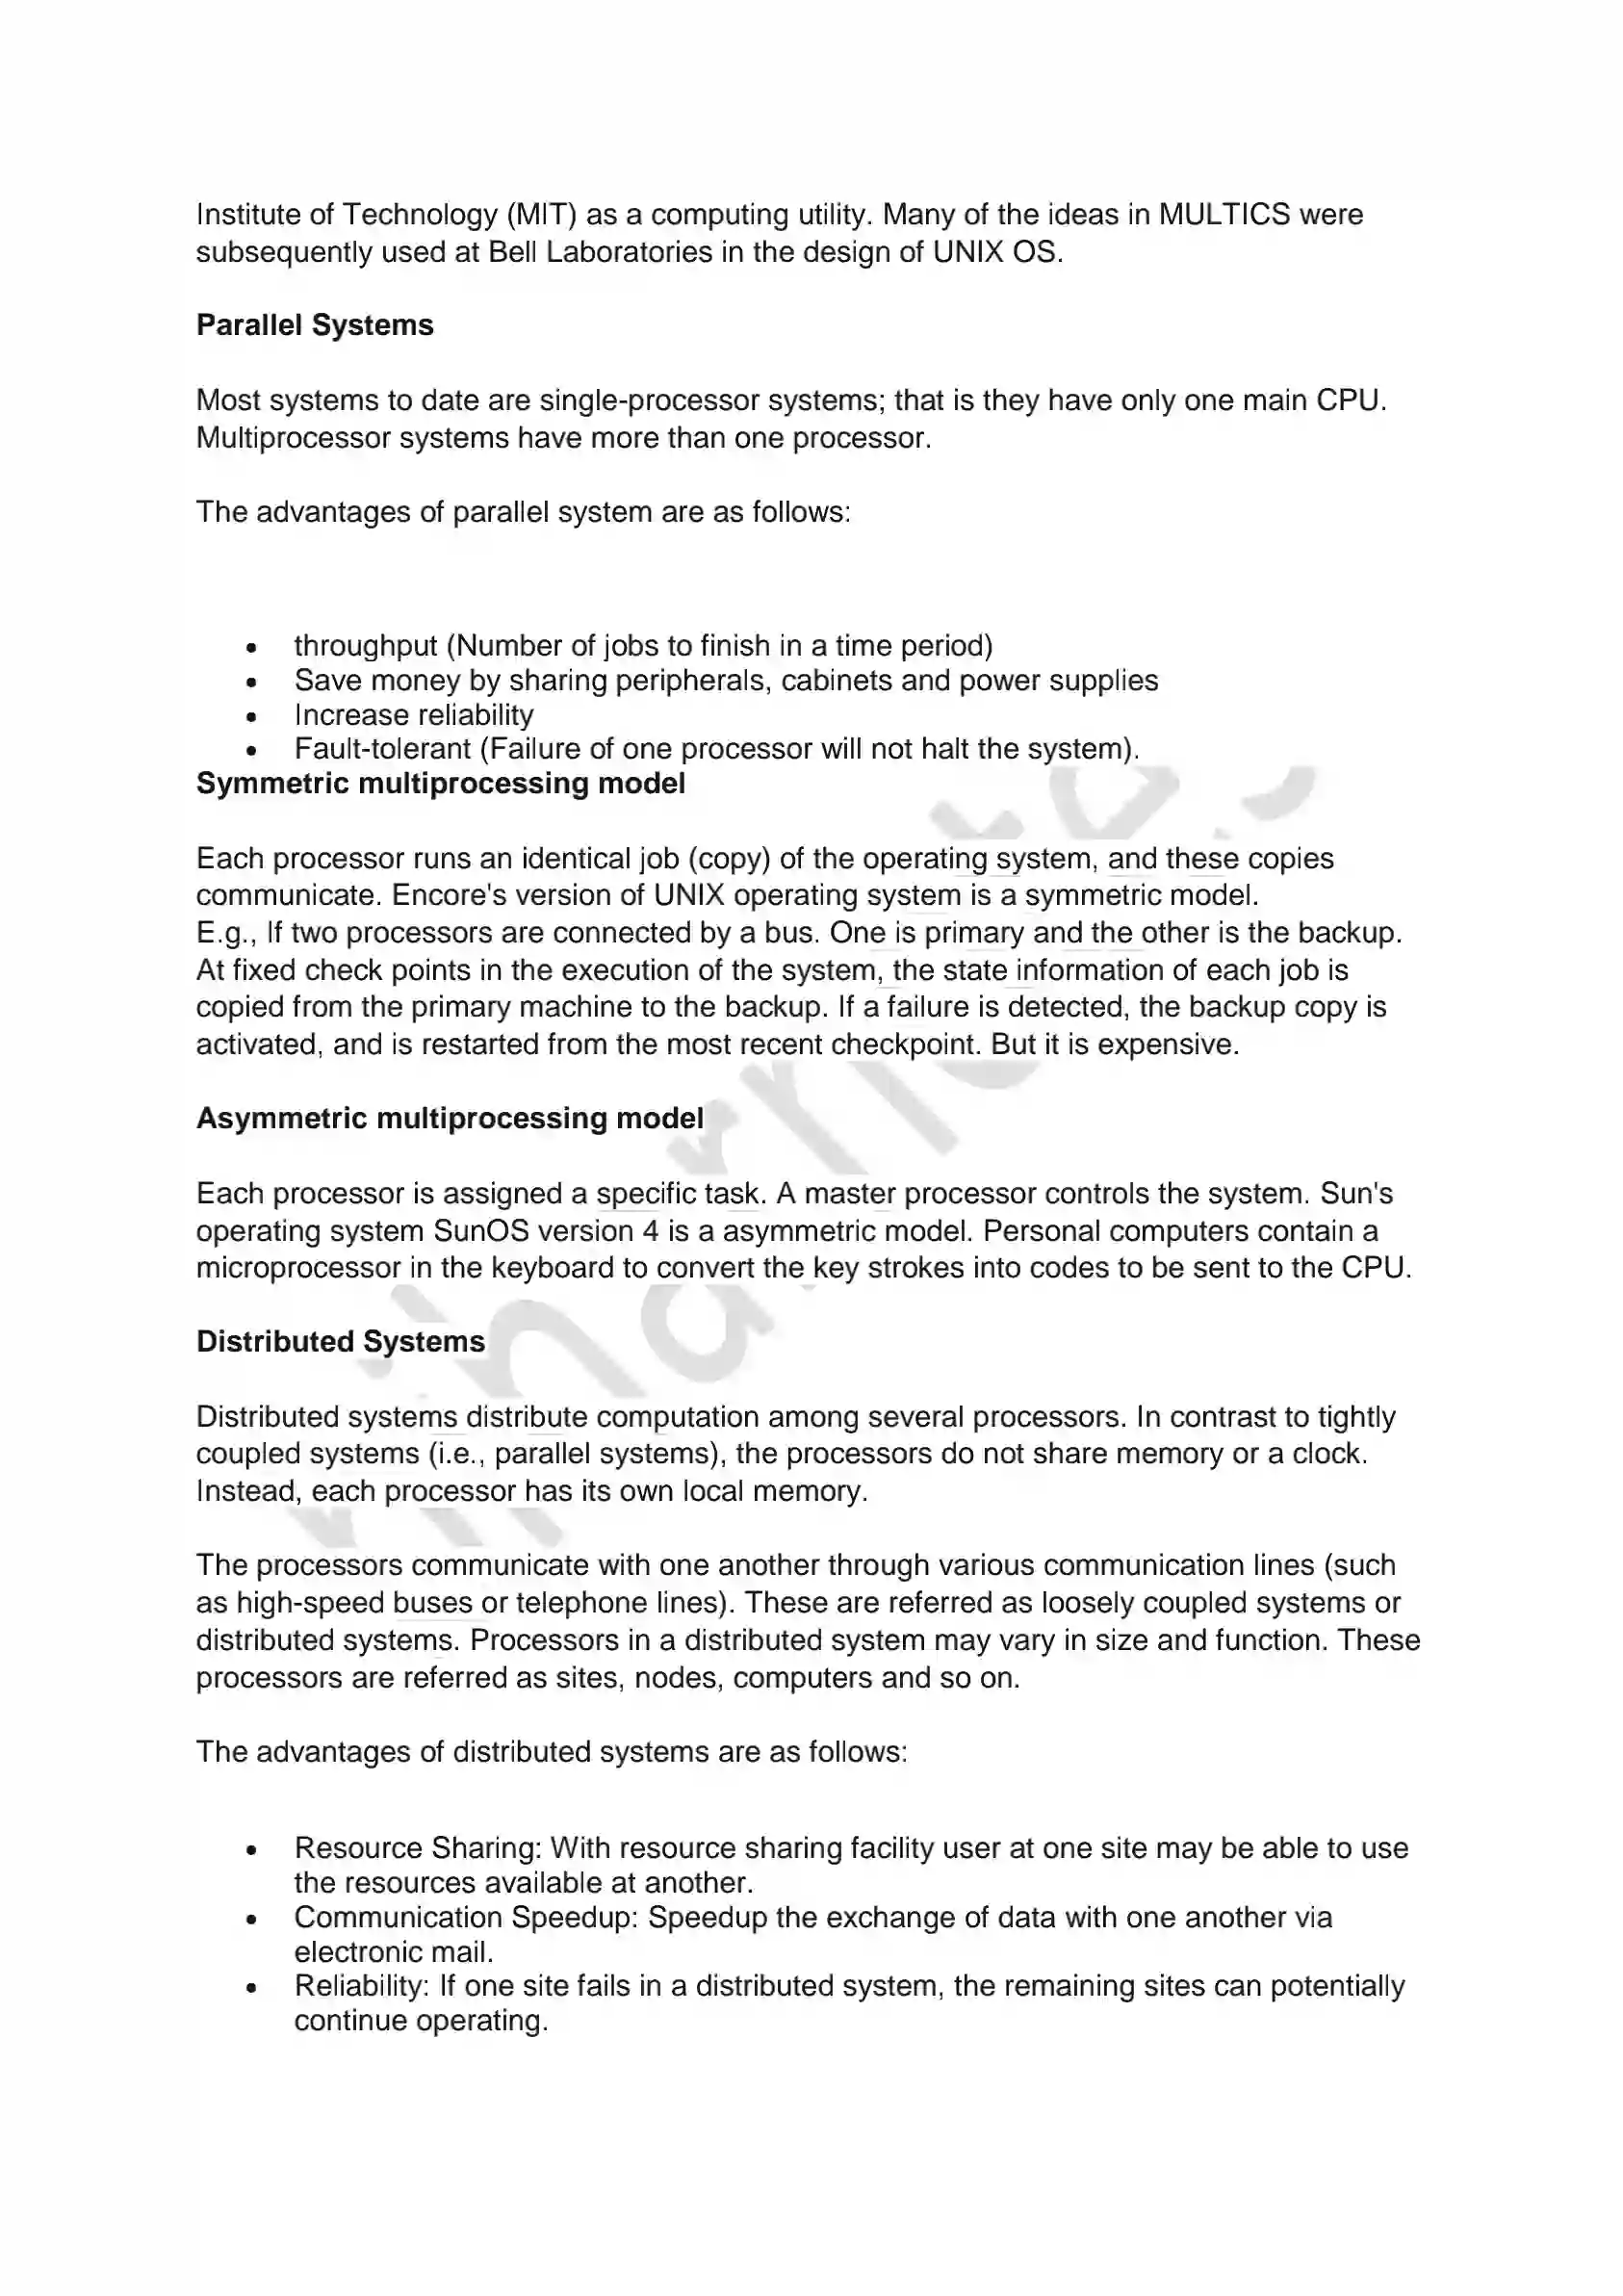 Institute of Technology (MIT) as a computing utility. Many of the ideas in MULTICS were
subsequently used at Bell Laboratories in the design of UNIX OS.
Parallel Systems
Most systems to date are single-processor systems; that is they have only one main CPU.
Multiprocessor systems have more than one processor.
The advantages of parallel system are as follows:
• throughput (Number of jobs to finish in a time period)
• Save money by sharing peripherals, cabinets and power supplies
• Increase reliability
• Fault-tolerant (Failure of one processor will not halt the system).
Symmetric multiprocessing model
Each processor runs an identical job (copy) of the operating system, and these copies
communicate. Encore's version of UNIX operating system is a symmetric model.
E.g., If two processors are connected by a bus. One is primary and the other is the backup.
At fixed check points in the execution of the system, the state information of each job is
copied from the primary machine to the backup. If a failure is detected, the backup copy is
activated, and is restarted from the most recent checkpoint. But it is expensive.
Asymmetric multiprocessing model
Each processor is assigned a specific task. A master processor controls the system. Sun's
operating system SunOS version 4 is a asymmetric model. Personal computers contain a
microprocessor in the keyboard to convert the key strokes into codes to be sent to the CPU.
Distributed Systems
Distributed systems distribute computation among several processors. In contrast to tightly
coupled systems (i.e., parallel systems), the processors do not share memory or a clock.
Instead, each processor has its own local memory.
The processors communicate with one another through various communication lines (such
as high-speed buses or telephone lines). These are referred as loosely coupled systems or
distributed systems. Processors in a distributed system may vary in size and function. These
processors are referred as sites, nodes, computers and so on.
The advantages of distributed systems are as follows:
• Resource Sharing: With resource sharing facility user at one site may be able to use
the resources available at another.
• Communication Speedup: Speedup the exchange of data with one another via
electronic mail.
• Reliability: If one site fails in a distributed system, the remaining sites can potentially
continue operating.